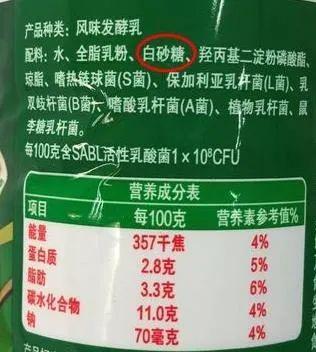 产品种类：风味发酵乳
配料：水、全脂乳粉、白砂糖、羟丙基二淀粉磷酸酯、
琼脂、嗜热链球菌(S菌)、保加利亚乳杆菌(L菌)、乳
双歧杆菌(B菌)、嗜酸乳杆菌(A菌)、植物乳杆菌、鼠
李糖乳杆菌
每100克含SABL活性乳酸菌1×10⁸CFU
营养成分表
项目 每100克 营养素参考值%
能量 357千焦 4%
蛋白质 2.8克 5%
脂肪 3.3克 6%
碳水化合物 11.0克 4%
钠 70毫克 4%